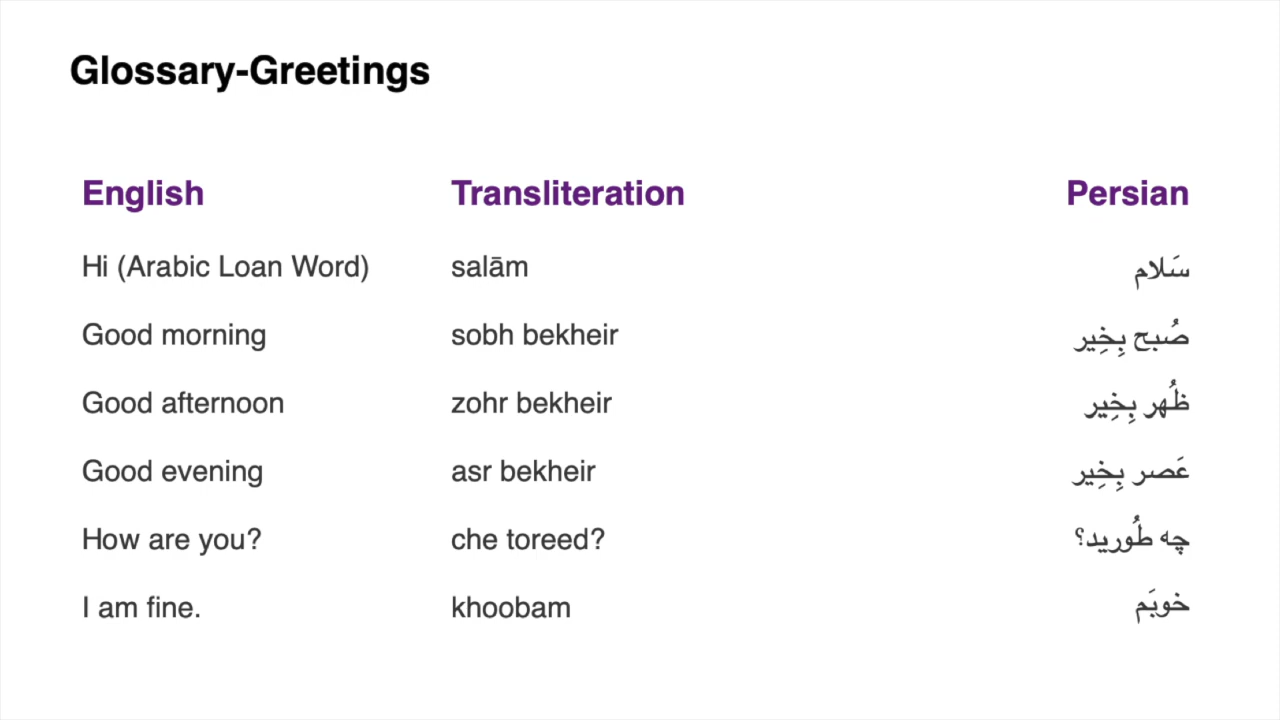 Glossary-Greetings
English Transliteration Persian
Hi (Arabic Loan Word) salām سَلام
Good morning sobh bekheir صُبح بِخِیر
Good afternoon zohr bekheir ظُهر بِخِیر
Good evening asr bekheir عَصر بِخِیر
How are you? che toreed? چه طُورید؟
I am fine. khoobam خوبَم